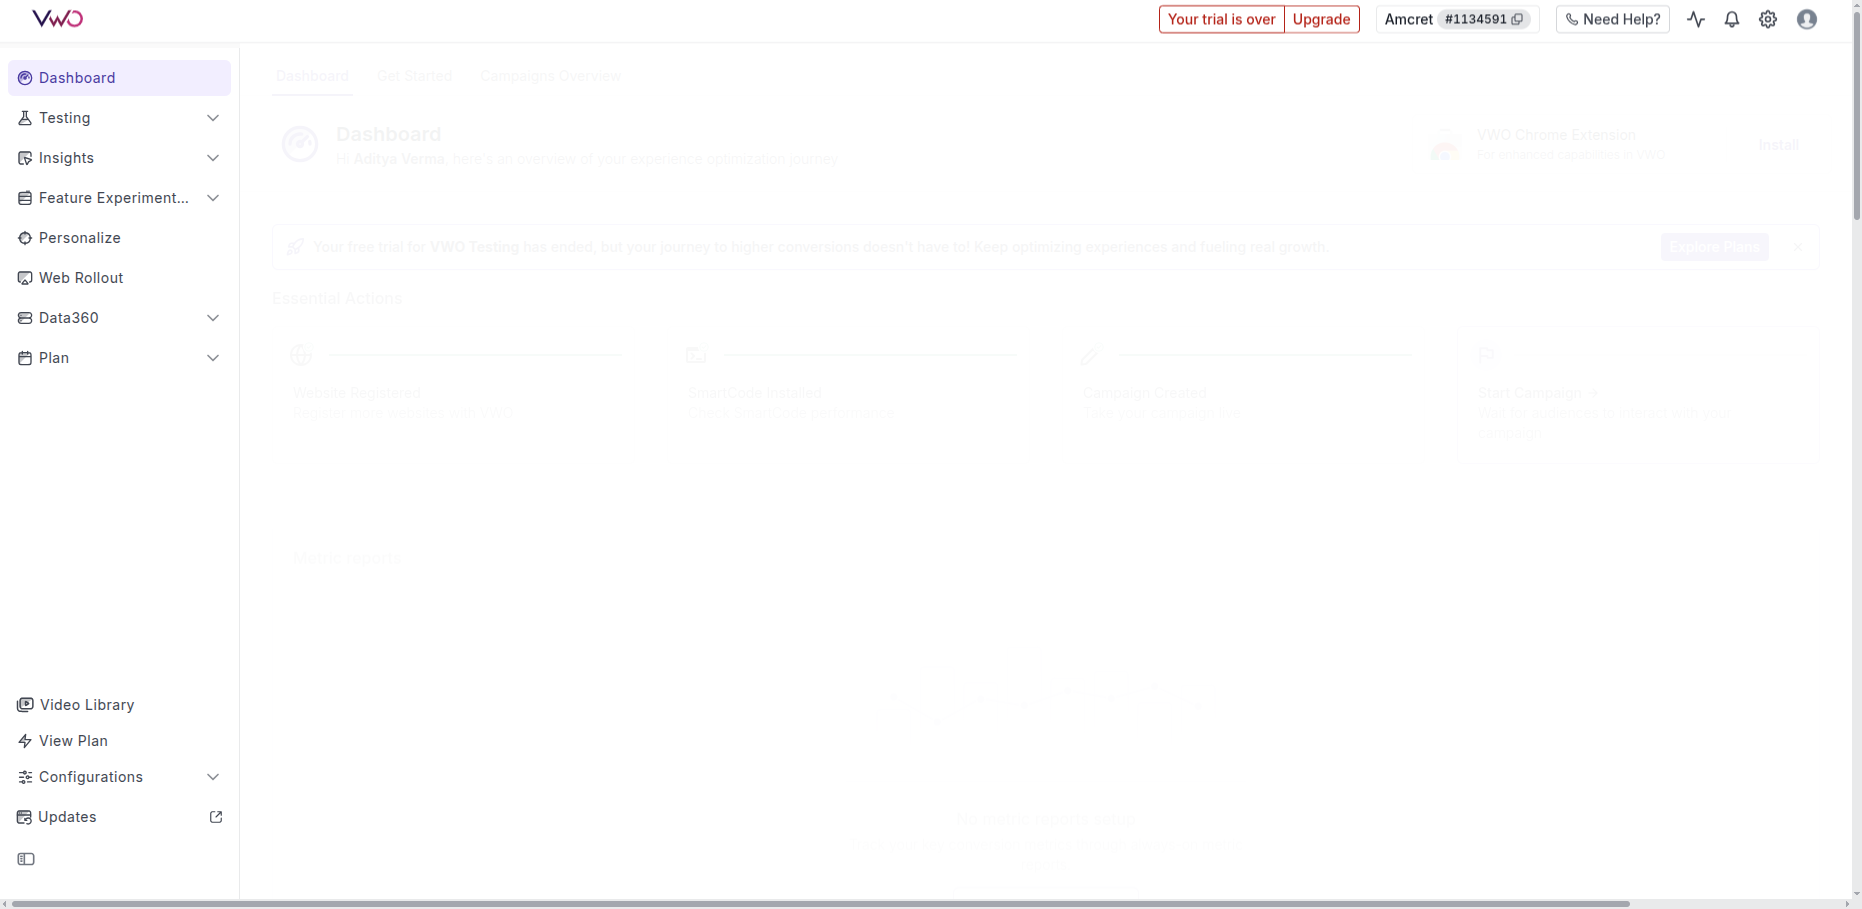 VWO
Your trial is over Upgrade
Amcret #1134591
Need Help?
Dashboard
Testing
Insights
Feature Experiment...
Personalize
Web Rollout
Data360
Plan
Video Library
View Plan
Configurations
Updates
Dashboard Get Started Campaigns Overview
Dashboard
Hi Aditya Verma, here's an overview of your experience optimization journey
VWO Chrome Extension
For enhanced capabilities in VWO
Install
Your free trial for VWO Testing has ended, but your journey to higher conversions doesn't have to! Keep optimizing experiences and fueling real growth.
Explore Plans
Essential Actions
Website Registered
Register more websites with VWO
SmartCode Installed
Check SmartCode performance
Campaign Created
Take your campaign live
Start Campaign
Wait for audiences to interact with your
campaign
Metric reports
No metric reports